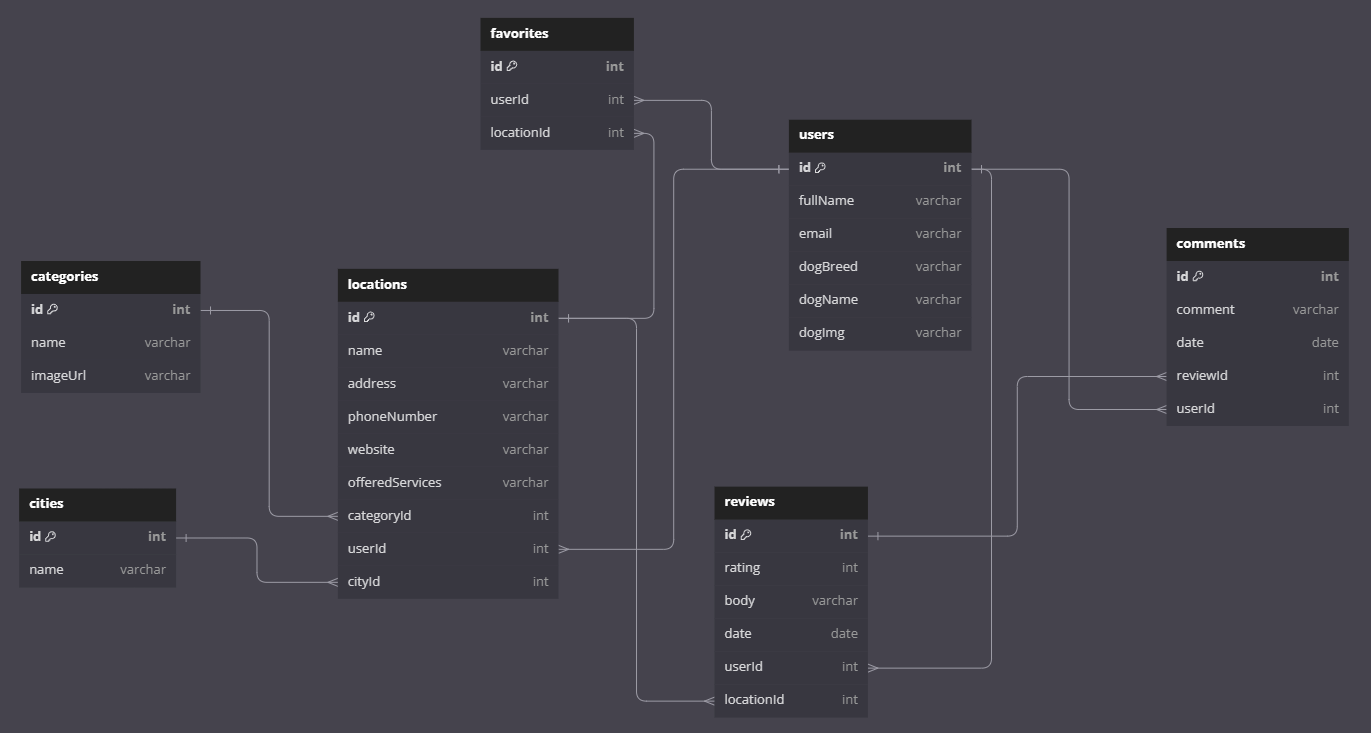 favorites
id int
userId int
locationId int
users
id int
fullName varchar
email varchar
dogBreed varchar
dogName varchar
dogImg varchar
comments
id int
comment varchar
date date
reviewId int
userId int
categories
id int
name varchar
imageUrl varchar
locations
id int
name varchar
address varchar
phoneNumber varchar
website varchar
offeredServices varchar
categoryId int
userId int
cityId int
cities
id int
name varchar
reviews
id int
rating int
body varchar
date date
userId int
locationId int